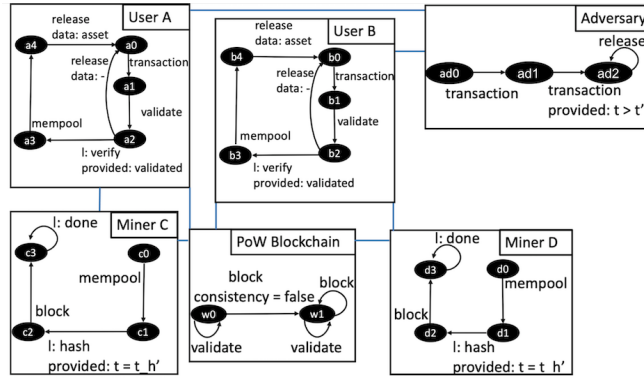 User A
release
data: asset
a4
a0
release
data: -
transaction
a1
validate
mempool
a3
a2
I: verify
provided: validated
User B
release
data: asset
b4
b0
release
data: -
transaction
b1
validate
mempool
b3
b2
I: verify
provided: validated
Adversary
release
ad0
ad1
ad2
transaction
transaction
provided: t > t'
Miner C
I: done
c3
c0
mempool
block
c2
c1
I: hash
provided: t = t_h'
PoW Blockchain
block
consistency = false
block
w0
w1
validate
validate
Miner D
I: done
d3
d0
mempool
block
d2
d1
I: hash
provided: t = t h'